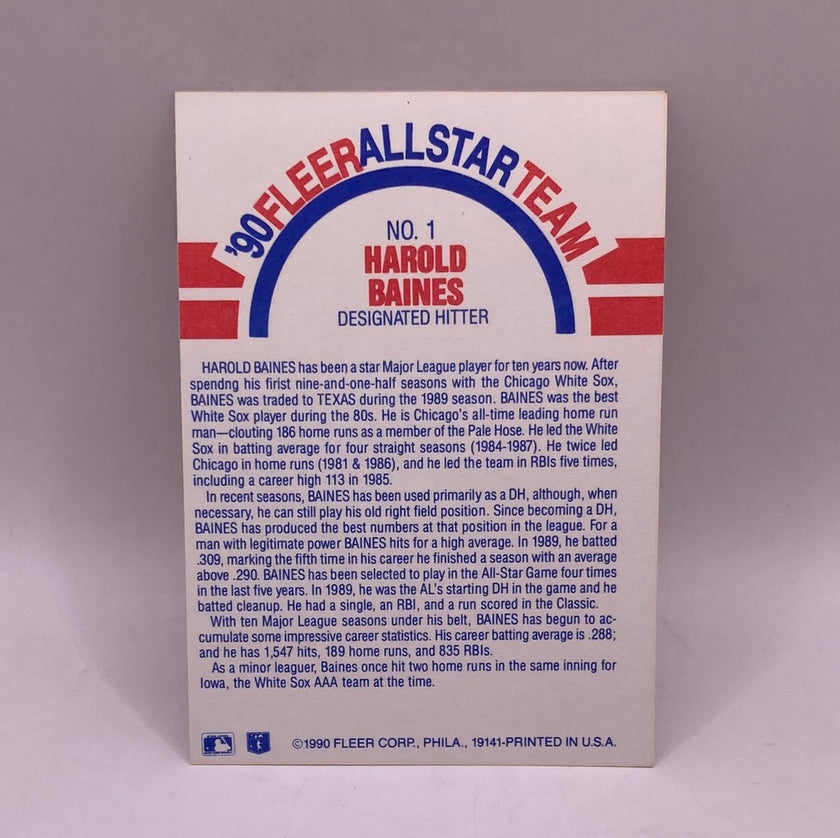 '90 FLEER ALL STAR TEAM
NO. 1
HAROLD
BAINES
DESIGNATED HITTER
HAROLD BAINES has been a star Major League player for ten years now. After
spendng his firist nine-and-one-half seasons with the Chicago White Sox,
BAINES was traded to TEXAS during the 1989 season. BAINES was the best
White Sox player during the 80s. He is Chicago's all-time leading home run
man—clouting 186 home runs as a member of the Pale Hose. He led the White
Sox in batting average for four straight seasons (1984-1987). He twice led
Chicago in home runs (1981 & 1986), and he led the team in RBIs five times,
including a career high 113 in 1985.
In recent seasons, BAINES has been used primarily as a DH, although, when
necessary, he can still play his old right field position. Since becoming a DH,
BAINES has produced the best numbers at that position in the league. For a
man with legitimate power BAINES hits for a high average. In 1989, he batted
.309, marking the fifth time in his career he finished a season with an average
above .290. BAINES has been selected to play in the All-Star Game four times
in the last five years. In 1989, he was the AL's starting DH in the game and he
batted cleanup. He had a single, an RBI, and a run scored in the Classic.
With ten Major League seasons under his belt, BAINES has begun to ac-
cumulate some impressive career statistics. His career batting average is .288;
and he has 1,547 hits, 189 home runs, and 835 RBIs.
As a minor leaguer, Baines once hit two home runs in the same inning for
Iowa, the White Sox AAA team at the time.
©1990 FLEER CORP., PHILA., 19141-PRINTED IN U.S.A.